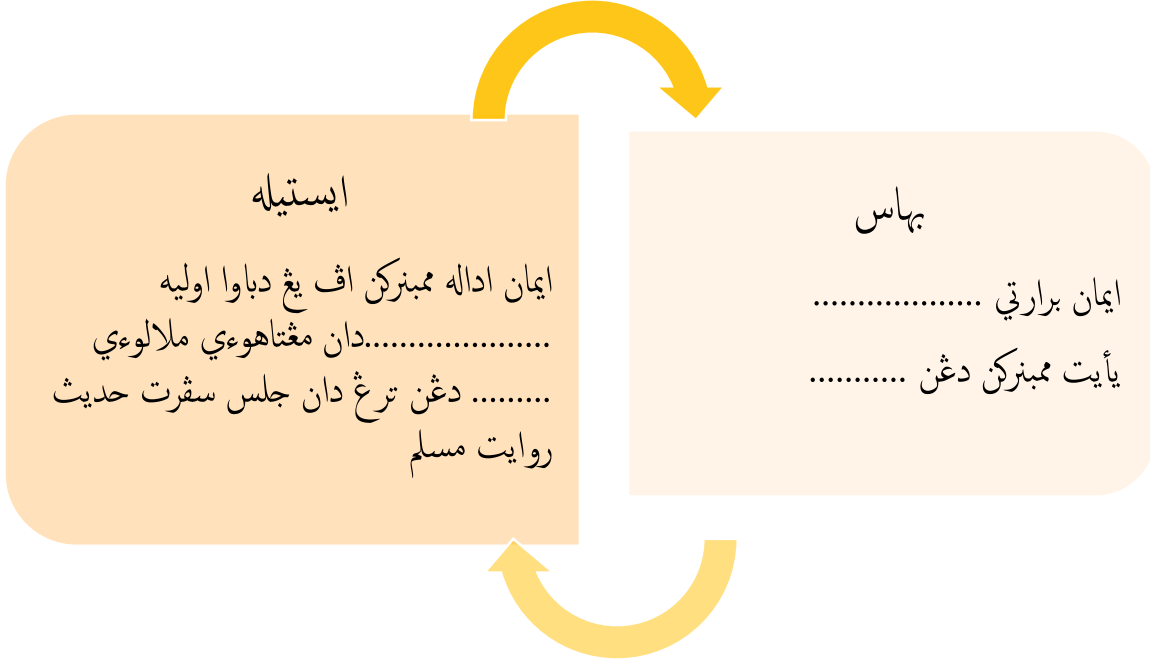 بهاس
ايمان برارتي ...................
يأيت ممبنركن دڠن ...........
ايستيله
ايمان اداله ممبنركن اڤ يڠ دباوا اوليه
.....................دان مڠتاهوءي ملالوءي
......... دڠن ترڠ دان جلس سڤرت حديث
روايت مسلم